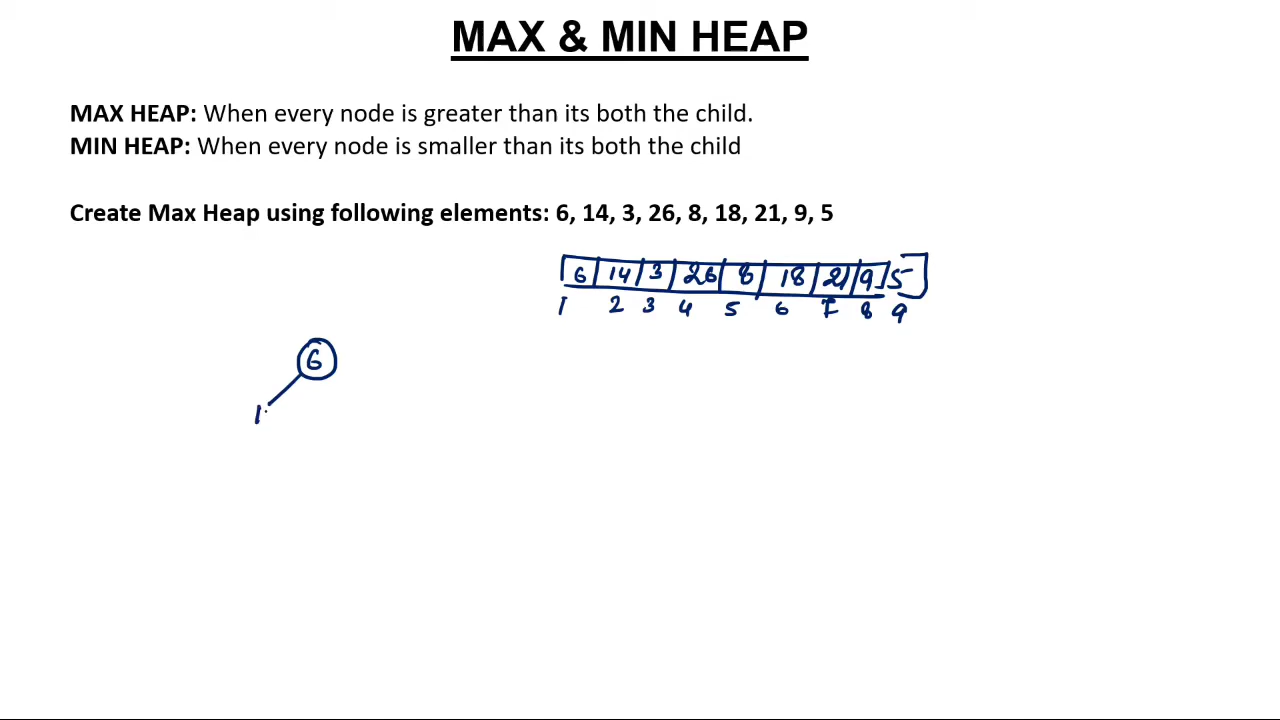 MAX & MIN HEAP
MAX HEAP: When every node is greater than its both the child.
MIN HEAP: When every node is smaller than its both the child
Create Max Heap using following elements: 6, 14, 3, 26, 8, 18, 21, 9, 5
6 14 3 26 8 18 21 9 5
1 2 3 4 5 6 7 8 9
6
1